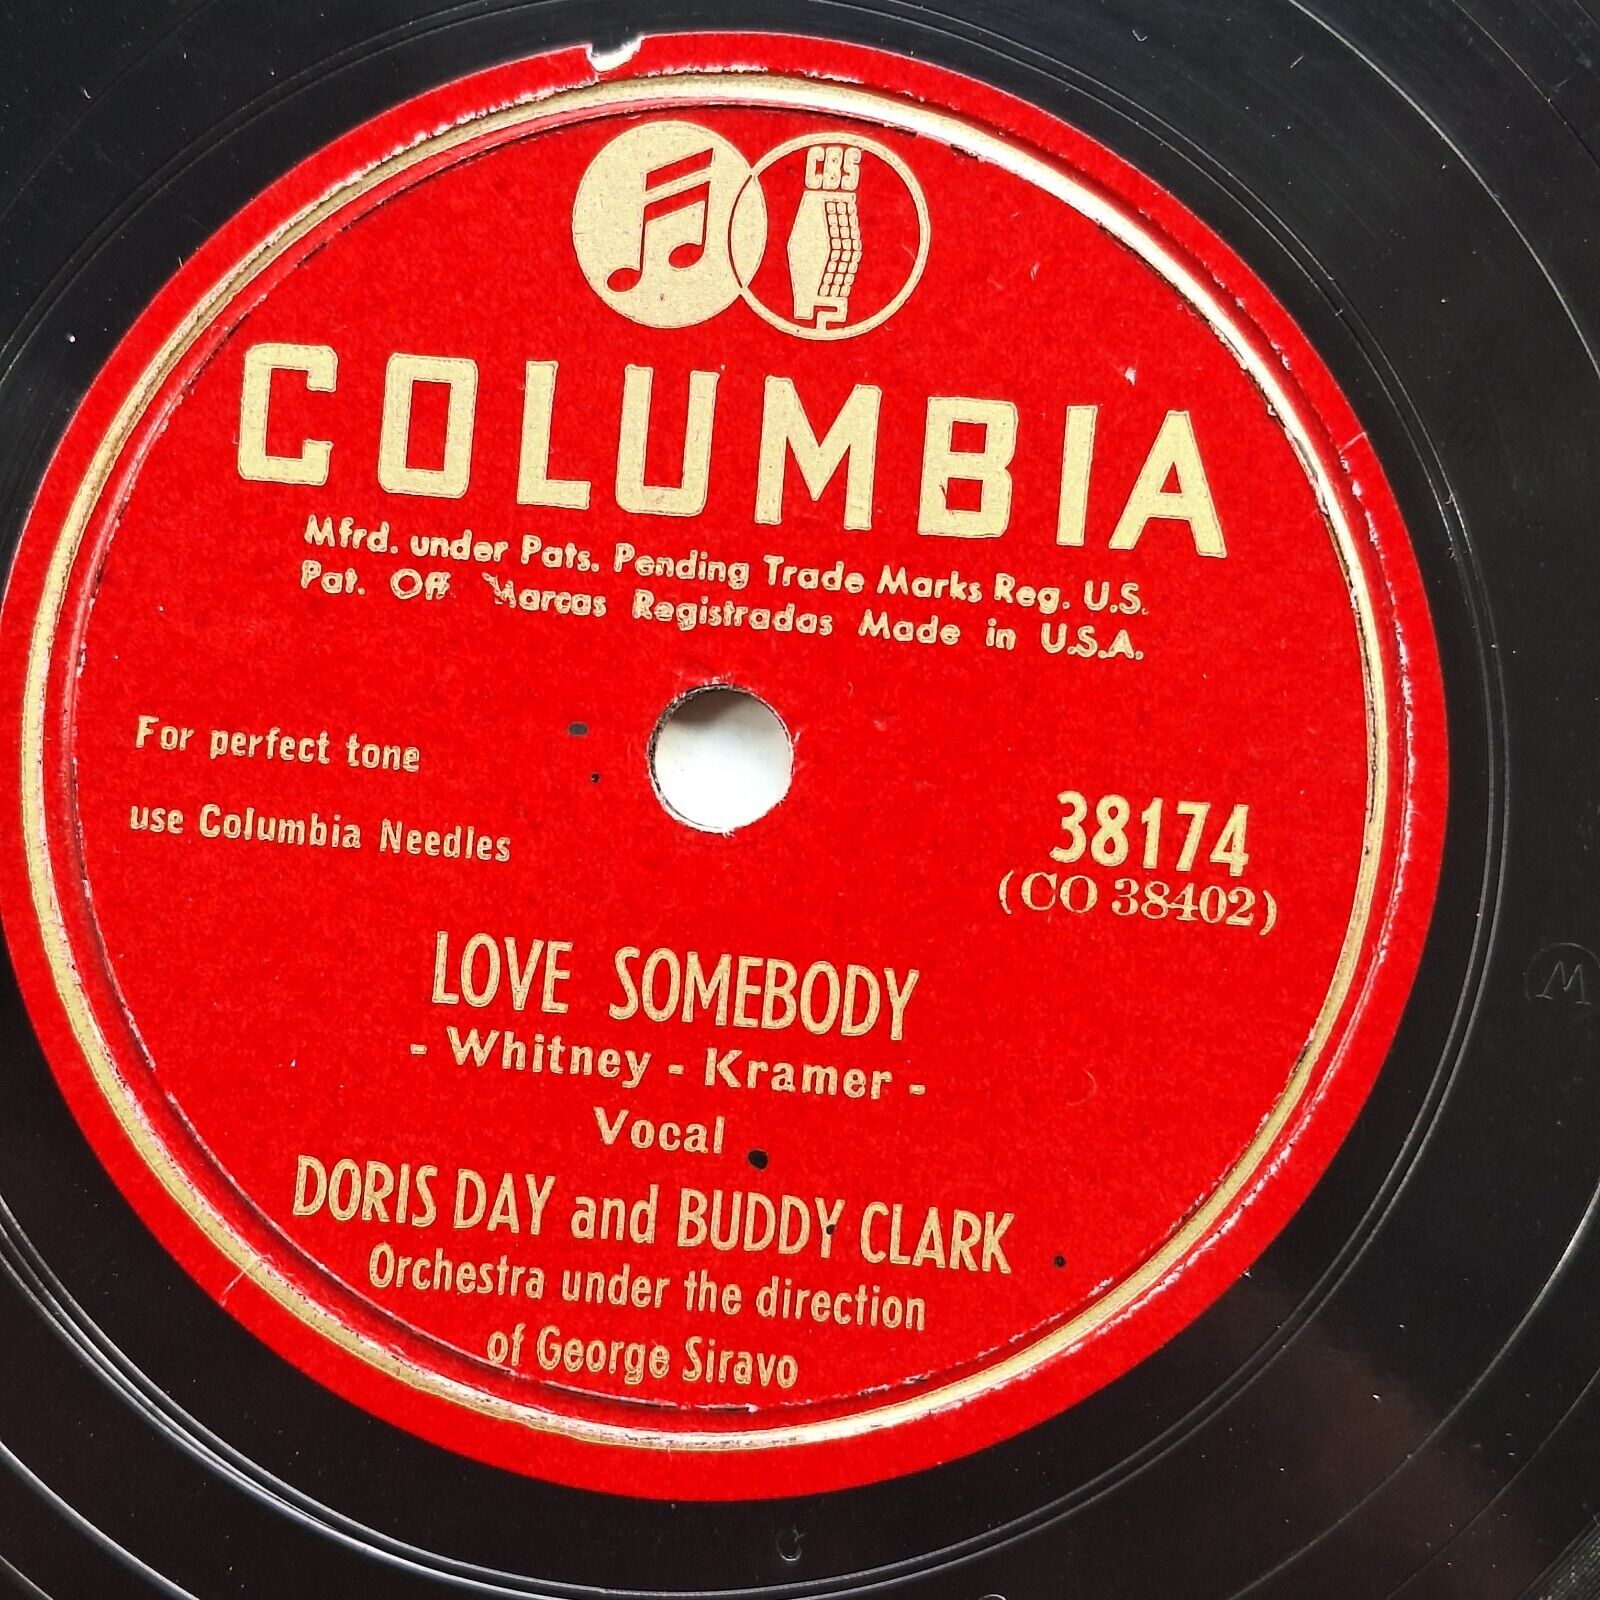 CBS
COLUMBIA
Mfrd. under Pats. Pending Trade Marks Reg. U.S.
Pat. Off Marcas Registradas Made in U.S.A.
For perfect tone
use Columbia Needles
38174
(CO 38402)
LOVE SOMEBODY
- Whitney - Kramer -
Vocal
DORIS DAY and BUDDY CLARK
Orchestra under the direction
of George Siravo
W